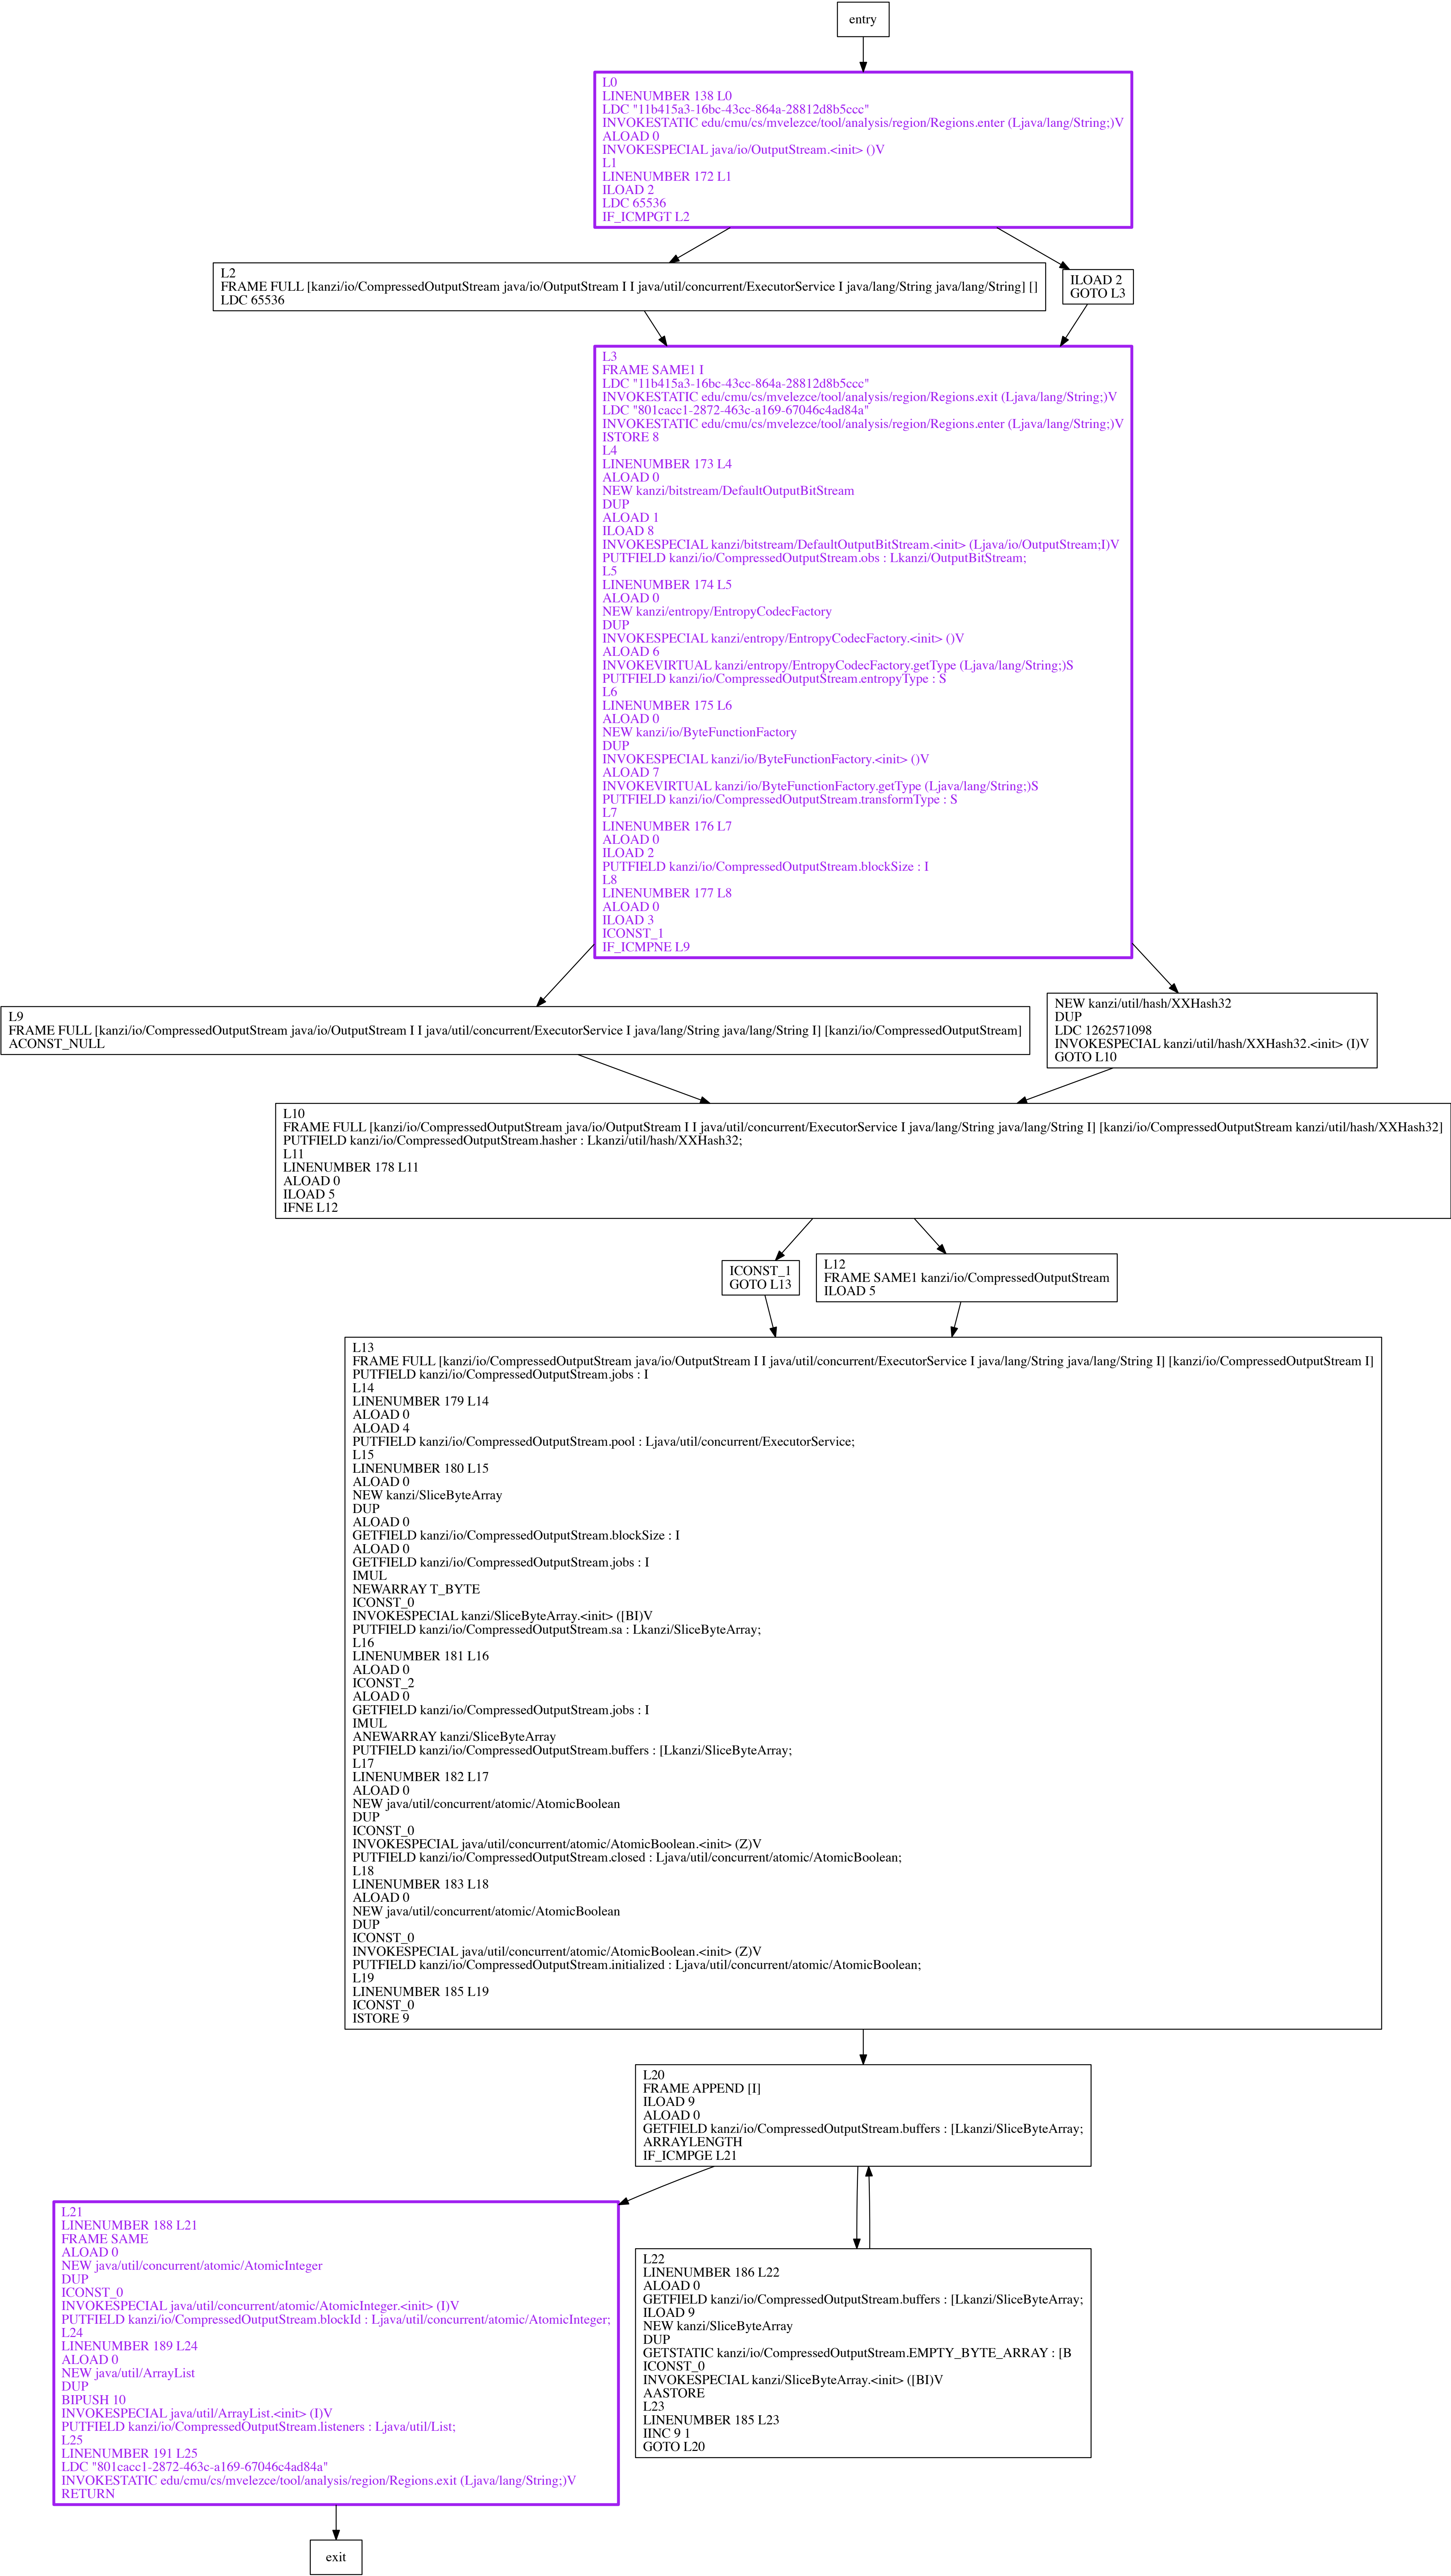 entry
L0
LINENUMBER 138 L0
LDC "11b415a3-16bc-43cc-864a-28812d8b5ccc"
INVOKESTATIC edu/cmu/cs/mvelezce/tool/analysis/region/Regions.enter (Ljava/lang/String;)V
ALOAD 0
INVOKESPECIAL java/io/OutputStream.<init> ()V
L1
LINENUMBER 172 L1
ILOAD 2
LDC 65536
IF_ICMPGT L2
L2
FRAME FULL [kanzi/io/CompressedOutputStream java/io/OutputStream I I java/util/concurrent/ExecutorService I java/lang/String java/lang/String] []
LDC 65536
ILOAD 2
GOTO L3
L3
FRAME SAME1 I
LDC "11b415a3-16bc-43cc-864a-28812d8b5ccc"
INVOKESTATIC edu/cmu/cs/mvelezce/tool/analysis/region/Regions.exit (Ljava/lang/String;)V
LDC "801cacc1-2872-463c-a169-67046c4ad84a"
INVOKESTATIC edu/cmu/cs/mvelezce/tool/analysis/region/Regions.enter (Ljava/lang/String;)V
ISTORE 8
L4
LINENUMBER 173 L4
ALOAD 0
NEW kanzi/bitstream/DefaultOutputBitStream
DUP
ALOAD 1
ILOAD 8
INVOKESPECIAL kanzi/bitstream/DefaultOutputBitStream.<init> (Ljava/io/OutputStream;I)V
PUTFIELD kanzi/io/CompressedOutputStream.obs : Lkanzi/OutputBitStream;
L5
LINENUMBER 174 L5
ALOAD 0
NEW kanzi/entropy/EntropyCodecFactory
DUP
INVOKESPECIAL kanzi/entropy/EntropyCodecFactory.<init> ()V
ALOAD 6
INVOKEVIRTUAL kanzi/entropy/EntropyCodecFactory.getType (Ljava/lang/String;)S
PUTFIELD kanzi/io/CompressedOutputStream.entropyType : S
L6
LINENUMBER 175 L6
ALOAD 0
NEW kanzi/io/ByteFunctionFactory
DUP
INVOKESPECIAL kanzi/io/ByteFunctionFactory.<init> ()V
ALOAD 7
INVOKEVIRTUAL kanzi/io/ByteFunctionFactory.getType (Ljava/lang/String;)S
PUTFIELD kanzi/io/CompressedOutputStream.transformType : S
L7
LINENUMBER 176 L7
ALOAD 0
ILOAD 2
PUTFIELD kanzi/io/CompressedOutputStream.blockSize : I
L8
LINENUMBER 177 L8
ALOAD 0
ILOAD 3
ICONST_1
IF_ICMPNE L9
L9
FRAME FULL [kanzi/io/CompressedOutputStream java/io/OutputStream I I java/util/concurrent/ExecutorService I java/lang/String java/lang/String I] [kanzi/io/CompressedOutputStream]
ACONST_NULL
NEW kanzi/util/hash/XXHash32
DUP
LDC 1262571098
INVOKESPECIAL kanzi/util/hash/XXHash32.<init> (I)V
GOTO L10
L10
FRAME FULL [kanzi/io/CompressedOutputStream java/io/OutputStream I I java/util/concurrent/ExecutorService I java/lang/String java/lang/String I] [kanzi/io/CompressedOutputStream kanzi/util/hash/XXHash32]
PUTFIELD kanzi/io/CompressedOutputStream.hasher : Lkanzi/util/hash/XXHash32;
L11
LINENUMBER 178 L11
ALOAD 0
ILOAD 5
IFNE L12
ICONST_1
GOTO L13
L12
FRAME SAME1 kanzi/io/CompressedOutputStream
ILOAD 5
L13
FRAME FULL [kanzi/io/CompressedOutputStream java/io/OutputStream I I java/util/concurrent/ExecutorService I java/lang/String java/lang/String I] [kanzi/io/CompressedOutputStream I]
PUTFIELD kanzi/io/CompressedOutputStream.jobs : I
L14
LINENUMBER 179 L14
ALOAD 0
ALOAD 4
PUTFIELD kanzi/io/CompressedOutputStream.pool : Ljava/util/concurrent/ExecutorService;
L15
LINENUMBER 180 L15
ALOAD 0
NEW kanzi/SliceByteArray
DUP
ALOAD 0
GETFIELD kanzi/io/CompressedOutputStream.blockSize : I
ALOAD 0
GETFIELD kanzi/io/CompressedOutputStream.jobs : I
IMUL
NEWARRAY T_BYTE
ICONST_0
INVOKESPECIAL kanzi/SliceByteArray.<init> ([BI)V
PUTFIELD kanzi/io/CompressedOutputStream.sa : Lkanzi/SliceByteArray;
L16
LINENUMBER 181 L16
ALOAD 0
ICONST_2
ALOAD 0
GETFIELD kanzi/io/CompressedOutputStream.jobs : I
IMUL
ANEWARRAY kanzi/SliceByteArray
PUTFIELD kanzi/io/CompressedOutputStream.buffers : [Lkanzi/SliceByteArray;
L17
LINENUMBER 182 L17
ALOAD 0
NEW java/util/concurrent/atomic/AtomicBoolean
DUP
ICONST_0
INVOKESPECIAL java/util/concurrent/atomic/AtomicBoolean.<init> (Z)V
PUTFIELD kanzi/io/CompressedOutputStream.closed : Ljava/util/concurrent/atomic/AtomicBoolean;
L18
LINENUMBER 183 L18
ALOAD 0
NEW java/util/concurrent/atomic/AtomicBoolean
DUP
ICONST_0
INVOKESPECIAL java/util/concurrent/atomic/AtomicBoolean.<init> (Z)V
PUTFIELD kanzi/io/CompressedOutputStream.initialized : Ljava/util/concurrent/atomic/AtomicBoolean;
L19
LINENUMBER 185 L19
ICONST_0
ISTORE 9
L20
FRAME APPEND [I]
ILOAD 9
ALOAD 0
GETFIELD kanzi/io/CompressedOutputStream.buffers : [Lkanzi/SliceByteArray;
ARRAYLENGTH
IF_ICMPGE L21
L21
LINENUMBER 188 L21
FRAME SAME
ALOAD 0
NEW java/util/concurrent/atomic/AtomicInteger
DUP
ICONST_0
INVOKESPECIAL java/util/concurrent/atomic/AtomicInteger.<init> (I)V
PUTFIELD kanzi/io/CompressedOutputStream.blockId : Ljava/util/concurrent/atomic/AtomicInteger;
L24
LINENUMBER 189 L24
ALOAD 0
NEW java/util/ArrayList
DUP
BIPUSH 10
INVOKESPECIAL java/util/ArrayList.<init> (I)V
PUTFIELD kanzi/io/CompressedOutputStream.listeners : Ljava/util/List;
L25
LINENUMBER 191 L25
LDC "801cacc1-2872-463c-a169-67046c4ad84a"
INVOKESTATIC edu/cmu/cs/mvelezce/tool/analysis/region/Regions.exit (Ljava/lang/String;)V
RETURN
L22
LINENUMBER 186 L22
ALOAD 0
GETFIELD kanzi/io/CompressedOutputStream.buffers : [Lkanzi/SliceByteArray;
ILOAD 9
NEW kanzi/SliceByteArray
DUP
GETSTATIC kanzi/io/CompressedOutputStream.EMPTY_BYTE_ARRAY : [B
ICONST_0
INVOKESPECIAL kanzi/SliceByteArray.<init> ([BI)V
AASTORE
L23
LINENUMBER 185 L23
IINC 9 1
GOTO L20
exit